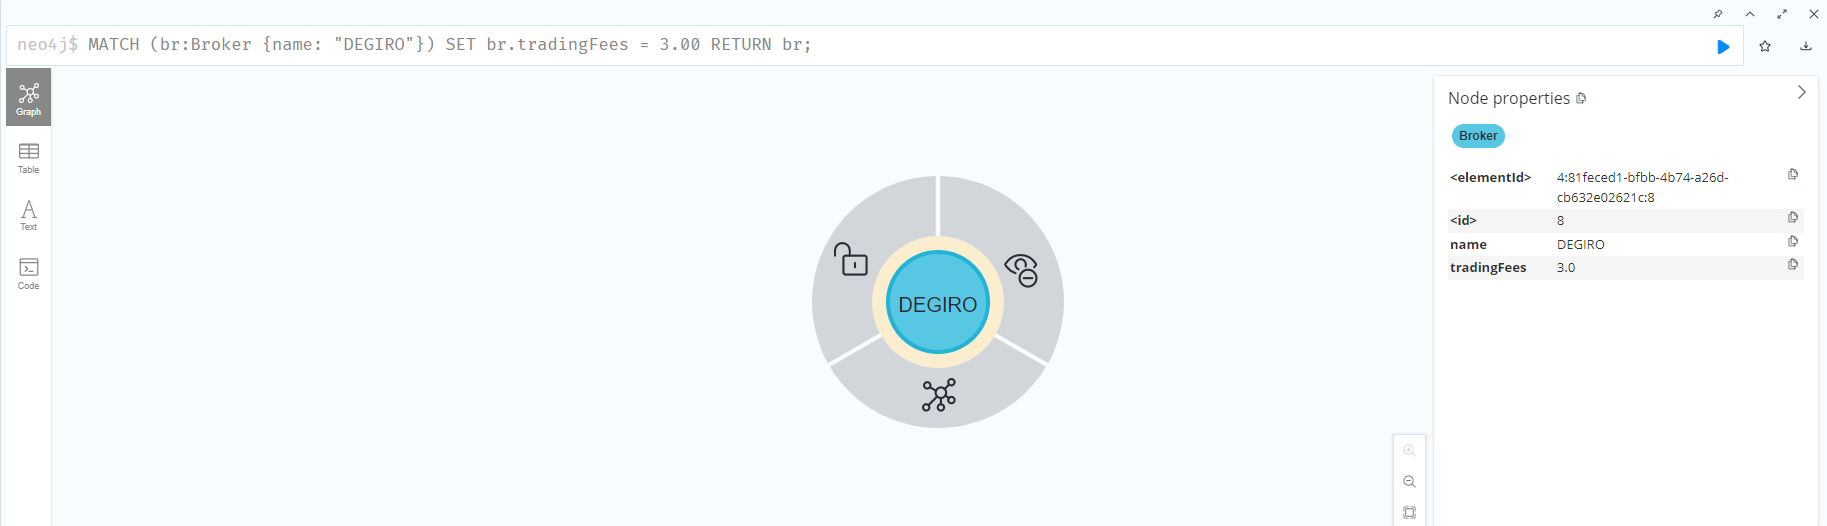 neo4j$ MATCH (br:Broker {name: "DEGIRO"}) SET br.tradingFees = 3.00 RETURN br;
Graph
Table
Text
Code
DEGIRO
Node properties
Broker
<elementId> 4:81feced1-bfbb-4b74-a26d-
cb632e02621c:8
<id> 8
name DEGIRO
tradingFees 3.0